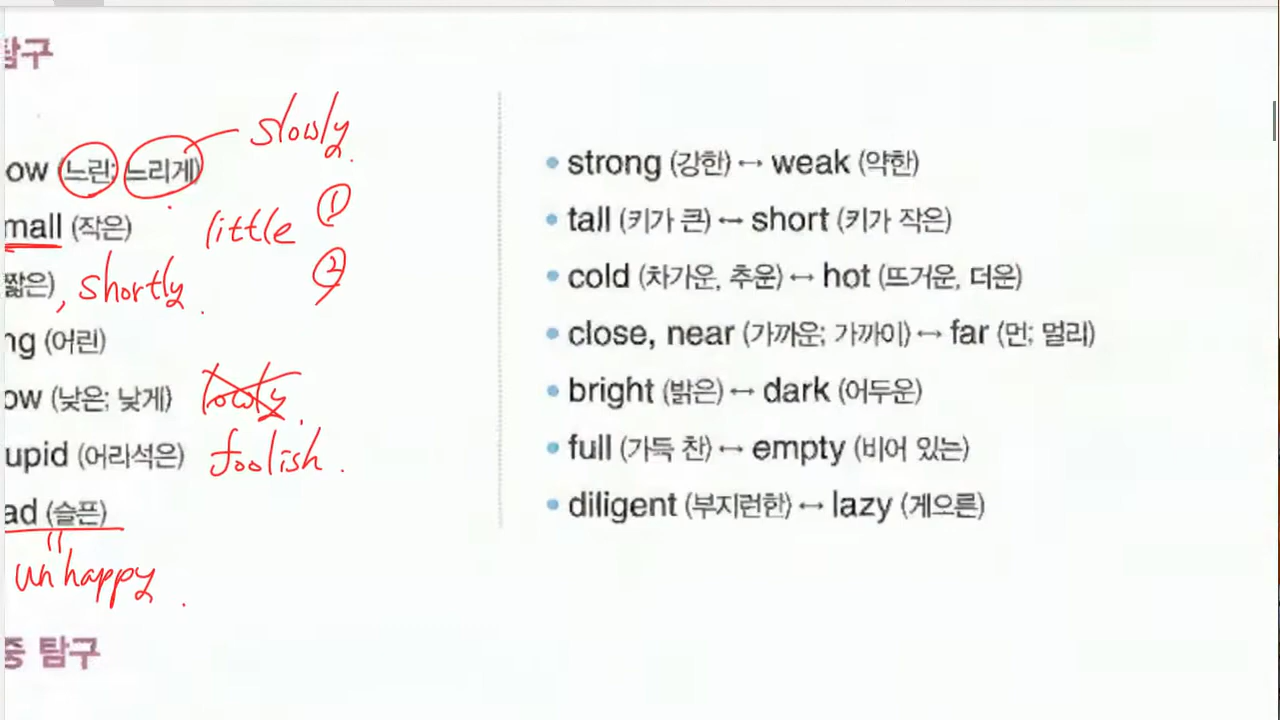 탐구
slowly.
ow (느린; 느리게)
mall (작은) little ①
②
짧은), shortly.
ng (어린)
ow (낮은; 낮게) lowly.
upid (어리석은) foolish.
ad (슬픈)
unhappy.
중 탐구
• strong (강한) ↔ weak (약한)
• tall (키가 큰) ↔ short (키가 작은)
• cold (차가운, 추운) ↔ hot (뜨거운, 더운)
• close, near (가까운; 가까이) ↔ far (먼; 멀리)
• bright (밝은) ↔ dark (어두운)
• full (가득 찬) ↔ empty (비어 있는)
• diligent (부지런한) ↔ lazy (게으른)